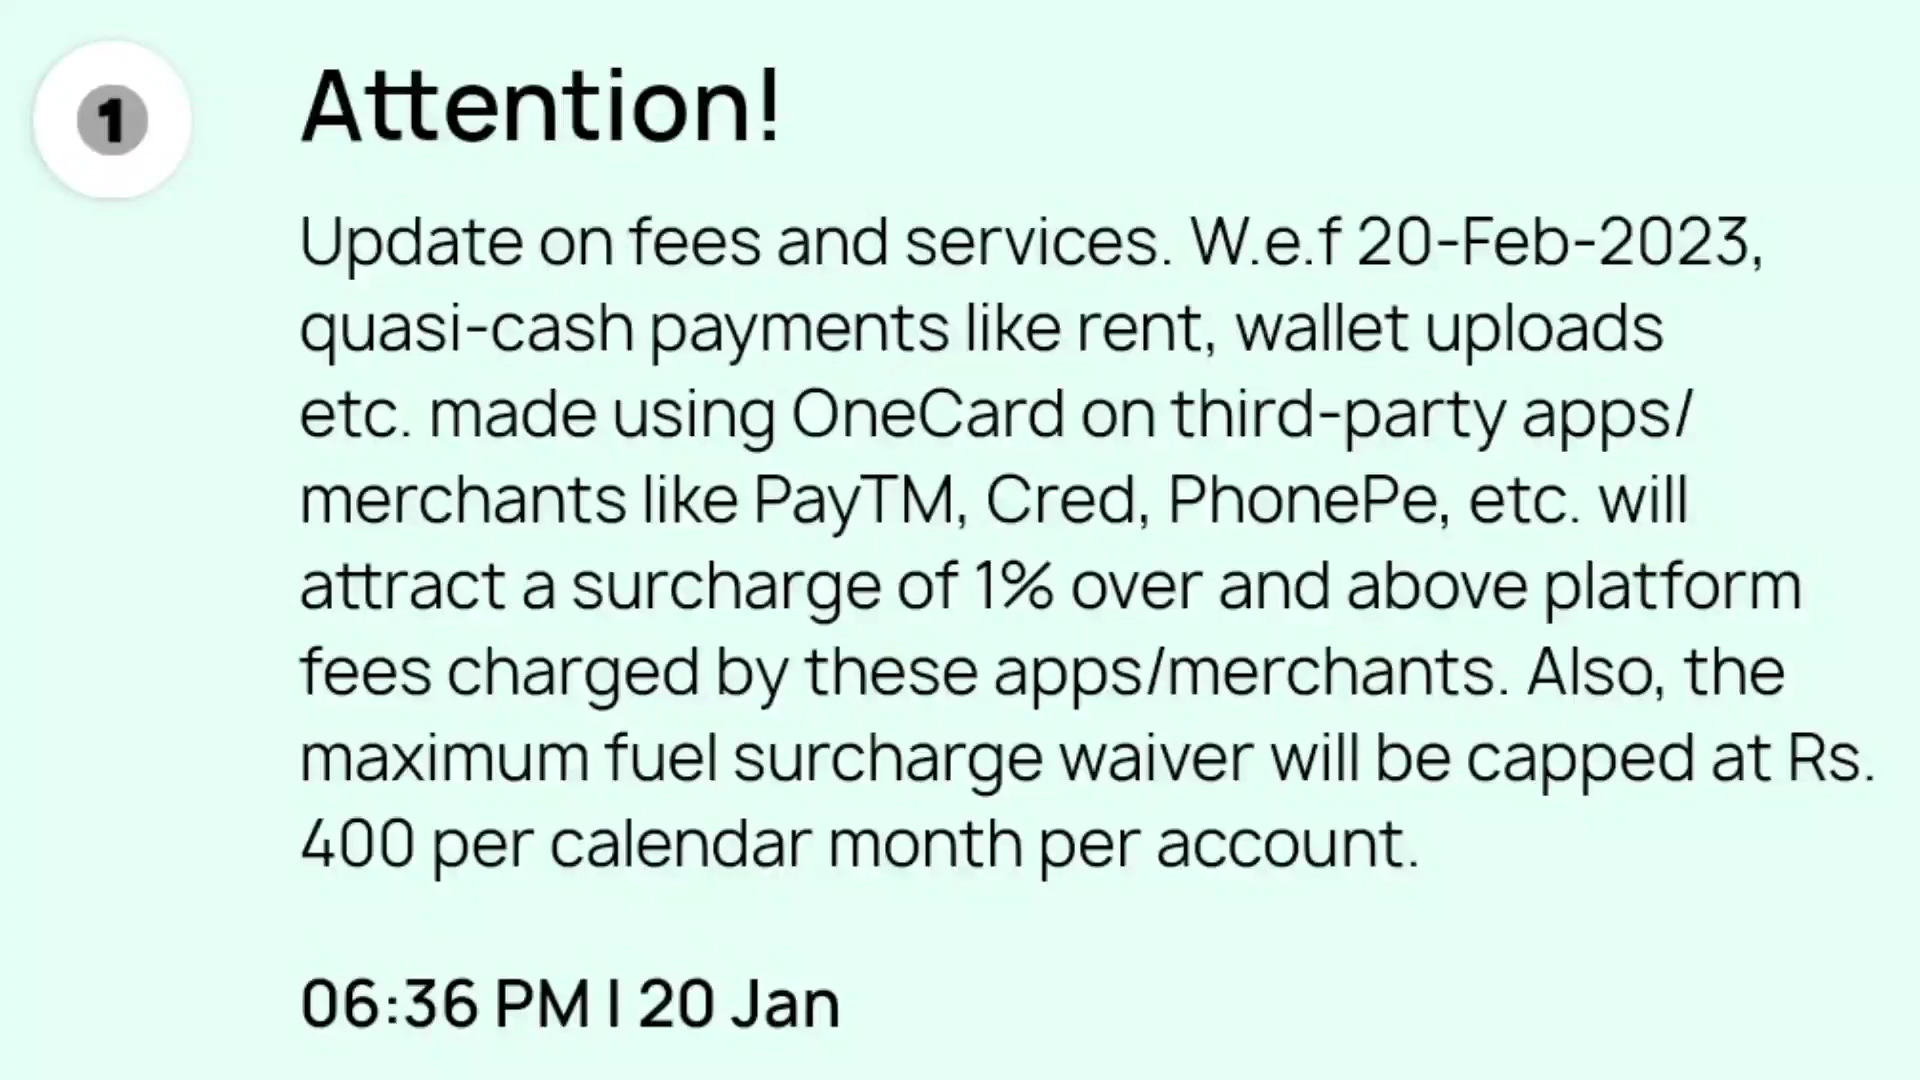 1
Attention!
Update on fees and services. W.e.f 20-Feb-2023,
quasi-cash payments like rent, wallet uploads
etc. made using OneCard on third-party apps/
merchants like PayTM, Cred, PhonePe, etc. will
attract a surcharge of 1% over and above platform
fees charged by these apps/merchants. Also, the
maximum fuel surcharge waiver will be capped at Rs.
400 per calendar month per account.
06:36 PM | 20 Jan